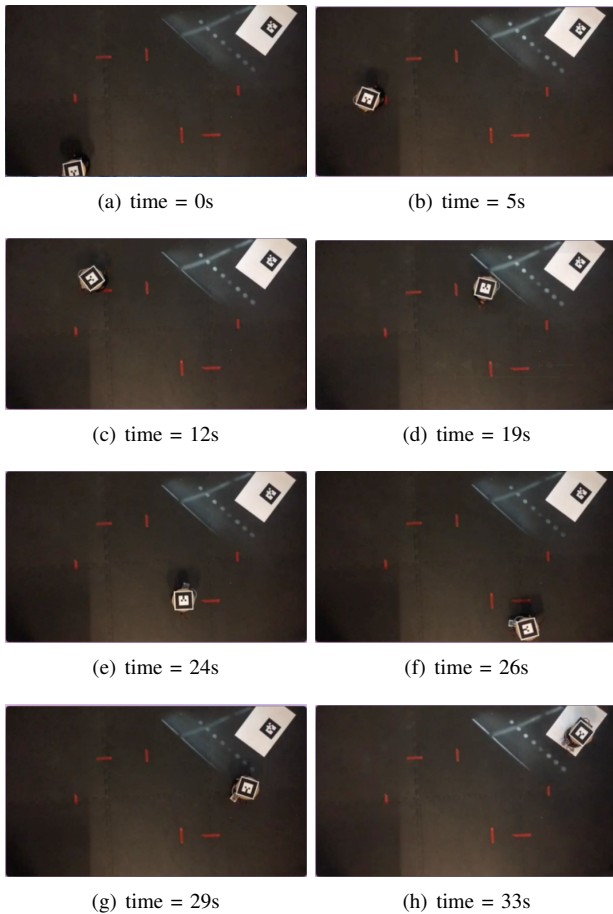 (a) time = 0s
(b) time = 5s
(c) time = 12s
(d) time = 19s
(e) time = 24s
(f) time = 26s
(g) time = 29s
(h) time = 33s